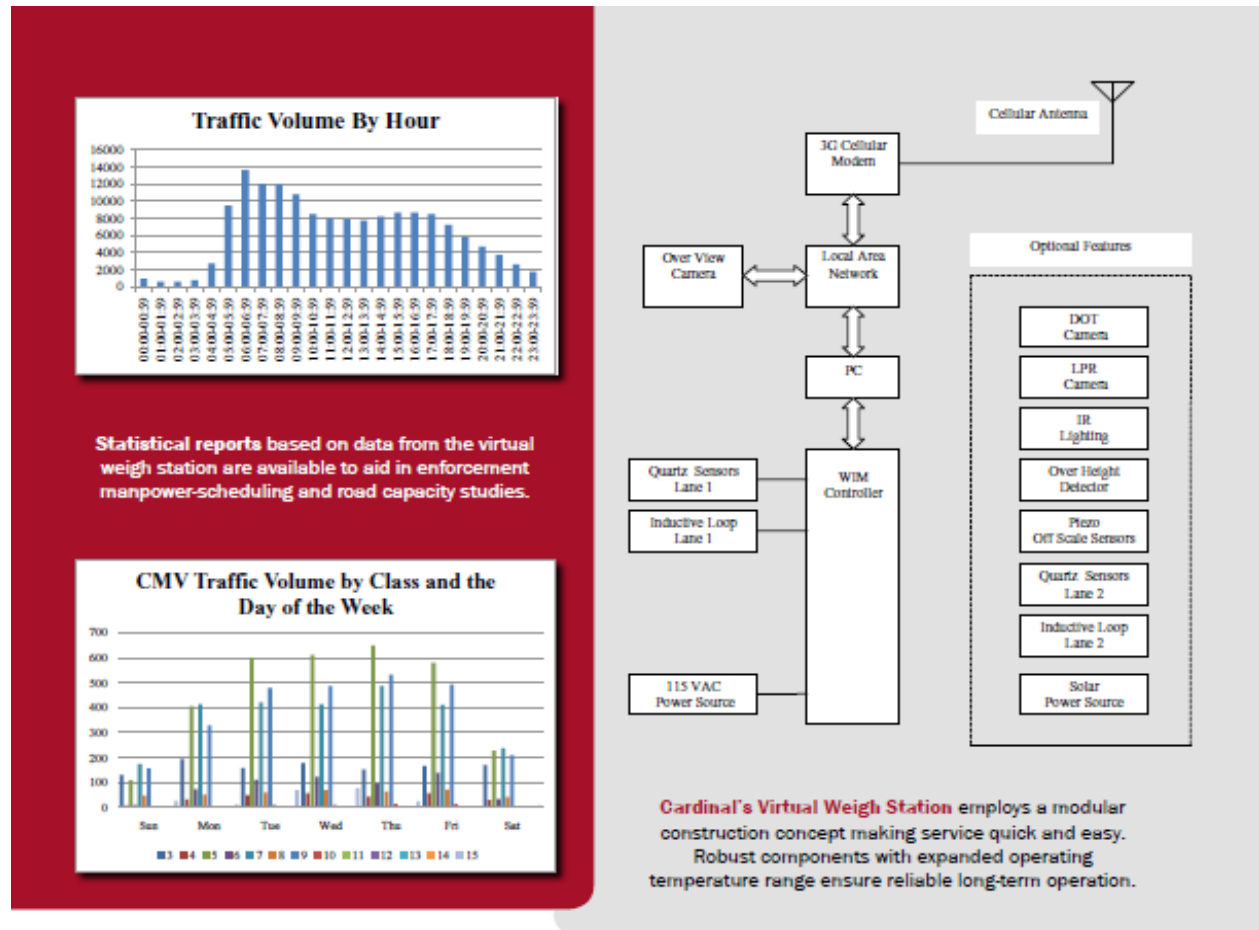 Traffic Volume By Hour
16000
14000
12000
10000
8000
6000
4000
2000
0
00:00-00:59
01:00-01:59
02:00-02:59
03:00-03:59
04:00-04:59
05:00-05:59
06:00-06:59
07:00-07:59
08:00-08:59
09:00-09:59
10:00-10:59
11:00-11:59
12:00-12:59
13:00-13:59
14:00-14:59
15:00-15:59
16:00-16:59
17:00-17:59
18:00-18:59
19:00-19:59
20:00-20:59
21:00-21:59
22:00-22:59
23:00-23:59
Statistical reports based on data from the virtual
weigh station are available to aid in enforcement
manpower-scheduling and road capacity studies.
CMV Traffic Volume by Class and the
Day of the Week
700
600
500
400
300
200
100
0
Sun Mon Tue Wed Thu Fri Sat
3 4 5 6 7 8 9 10 11 12 13 14 15
Cellular Antenna
3G Cellular
Modem
Over View
Camera
Local Area
Network
PC
Quartz Sensors
Lane 1
WIM
Controller
Inductive Loop
Lane 1
115 VAC
Power Source
Optional Features
DOT
Camera
LPR
Camera
IR
Lighting
Over Height
Detector
Piezo
Off Scale Sensors
Quartz Sensors
Lane 2
Inductive Loop
Lane 2
Solar
Power Source
Cardinal's Virtual Weigh Station employs a modular
construction concept making service quick and easy.
Robust components with expanded operating
temperature range ensure reliable long-term operation.